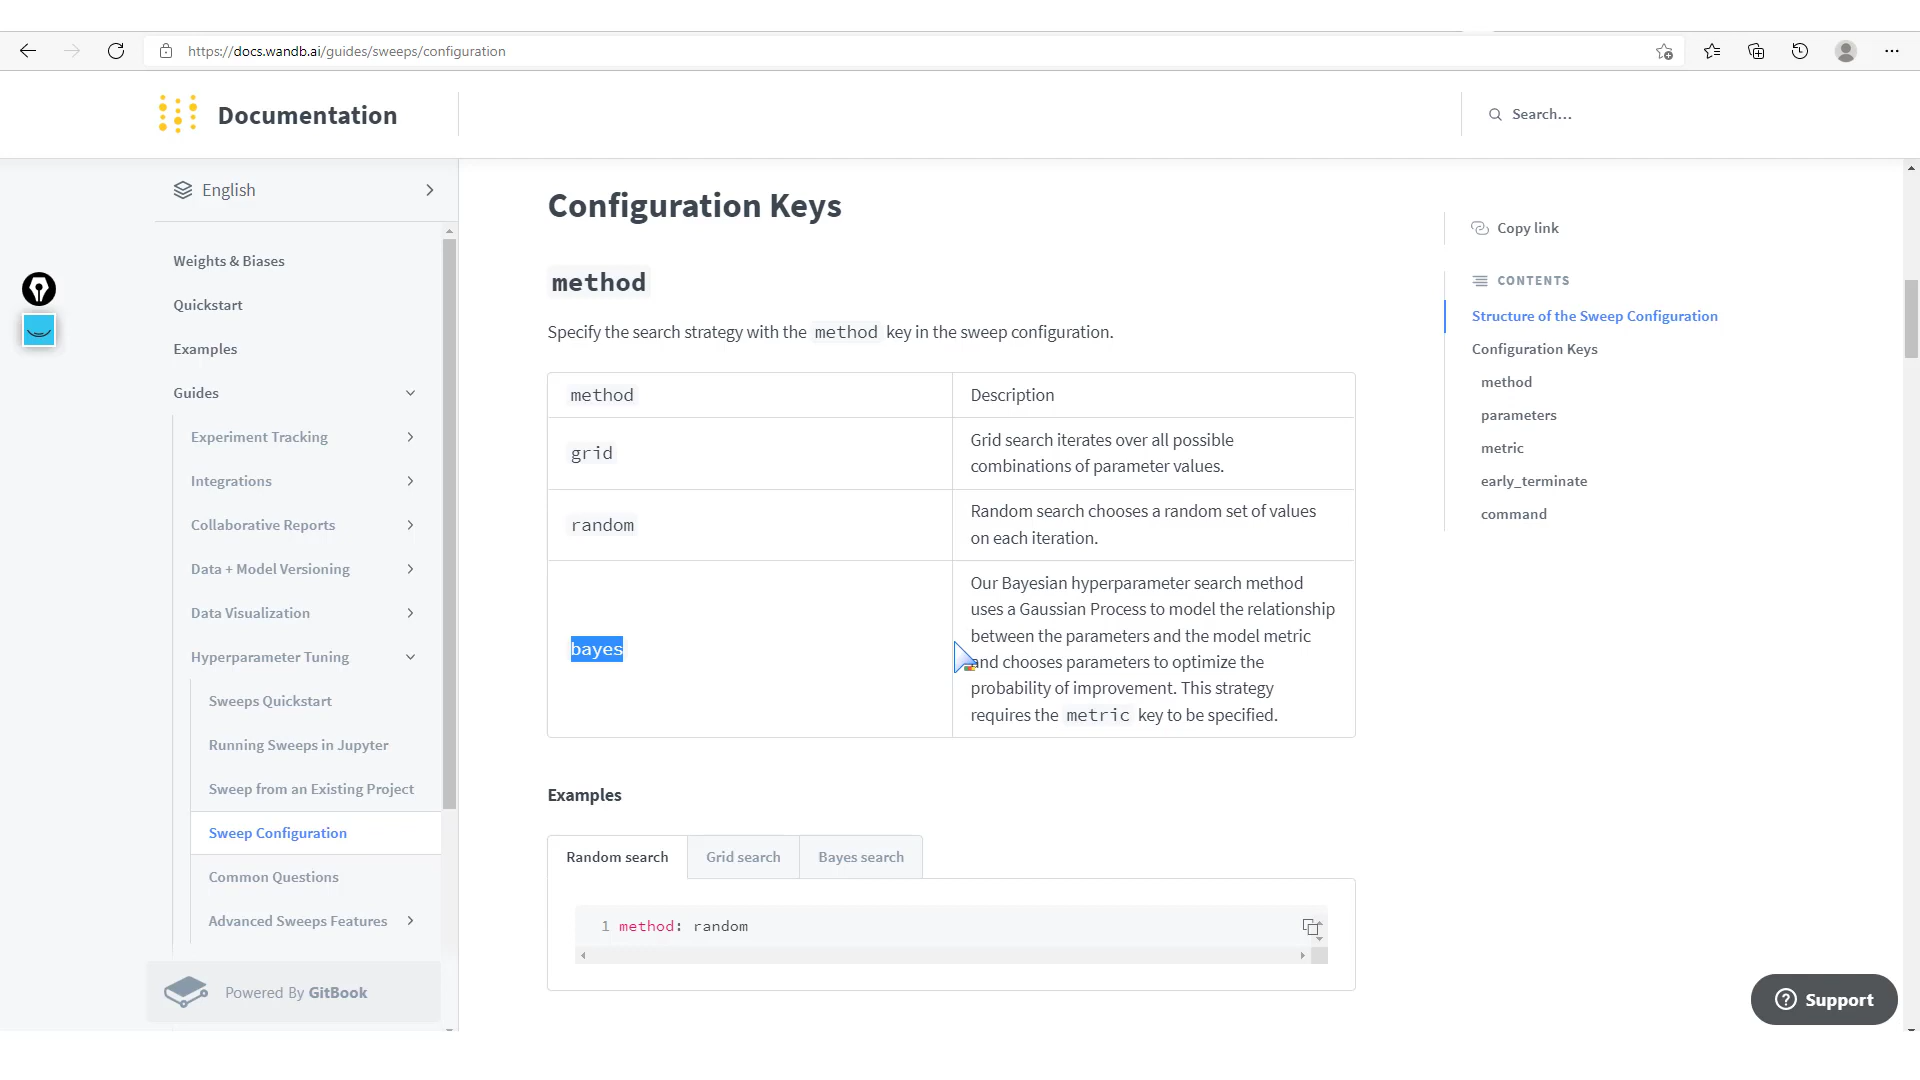 https://docs.wandb.ai/guides/sweeps/configuration
Documentation
Search...
English
Weights & Biases
Quickstart
Examples
Guides
Experiment Tracking
Integrations
Collaborative Reports
Data + Model Versioning
Data Visualization
Hyperparameter Tuning
Sweeps Quickstart
Running Sweeps in Jupyter
Sweep from an Existing Project
Sweep Configuration
Common Questions
Advanced Sweeps Features
Powered By GitBook
Configuration Keys
method
Specify the search strategy with the method key in the sweep configuration.
method
Description
grid
Grid search iterates over all possible
combinations of parameter values.
random
Random search chooses a random set of values
on each iteration.
bayes
Our Bayesian hyperparameter search method
uses a Gaussian Process to model the relationship
between the parameters and the model metric
and chooses parameters to optimize the
probability of improvement. This strategy
requires the metric key to be specified.
Examples
Random search
Grid search
Bayes search
1 method: random
Copy link
CONTENTS
Structure of the Sweep Configuration
Configuration Keys
method
parameters
metric
early_terminate
command
Support